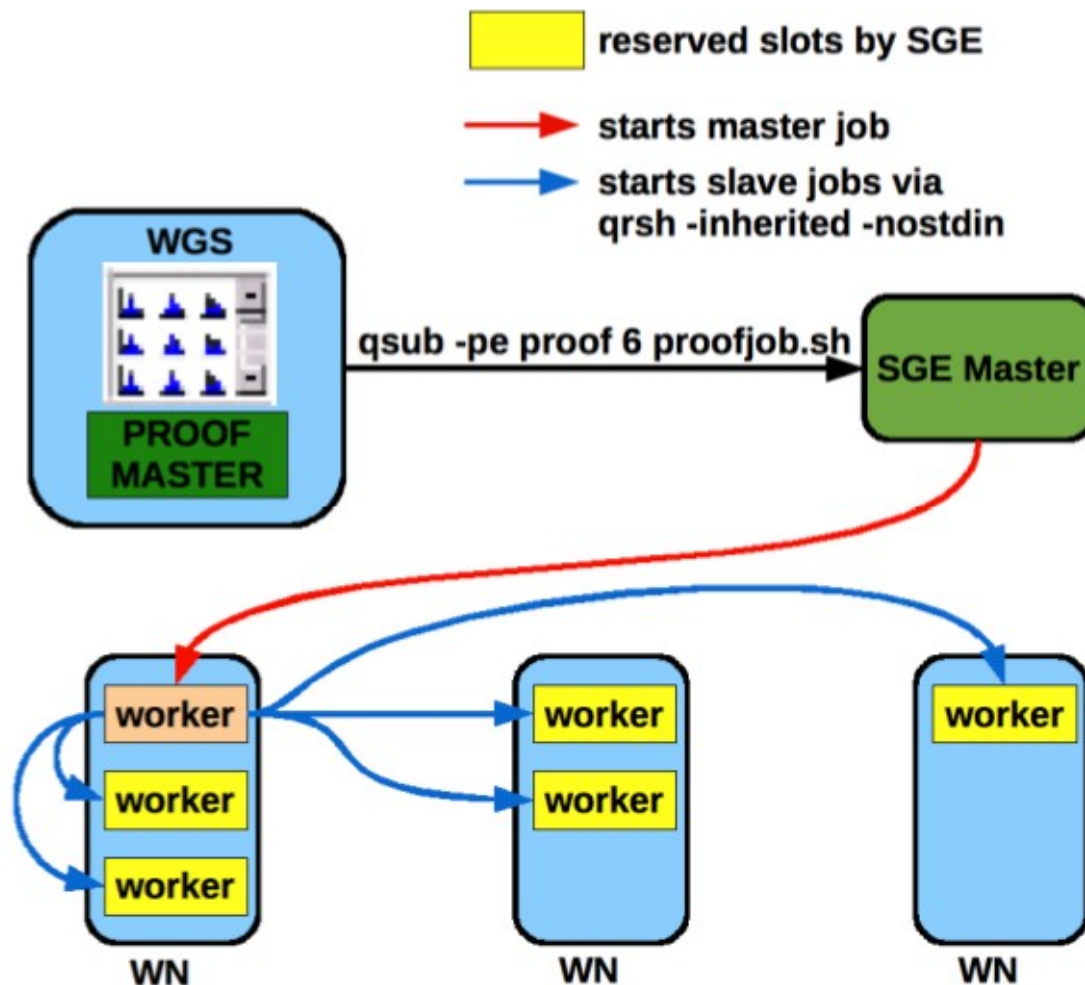 reserved slots by SGE
starts master job
starts slave jobs via
qrsh -inherited -nostdin
WGS
PROOF
MASTER
qsub -pe proof 6 proofjob.sh
SGE Master
worker
worker
worker
WN
worker
worker
WN
worker
WN